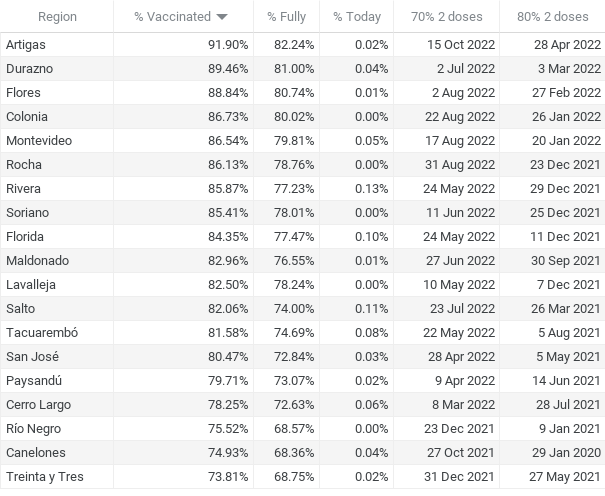 Region % Vaccinated % Fully % Today 70% 2 doses 80% 2 doses
Artigas 91.90% 82.24% 0.02% 15 Oct 2022 28 Apr 2022
Durazno 89.46% 81.00% 0.04% 2 Jul 2022 3 Mar 2022
Flores 88.84% 80.74% 0.01% 2 Aug 2022 27 Feb 2022
Colonia 86.73% 80.02% 0.00% 22 Aug 2022 26 Jan 2022
Montevideo 86.54% 79.81% 0.05% 17 Aug 2022 20 Jan 2022
Rocha 86.13% 78.76% 0.00% 31 Aug 2022 23 Dec 2021
Rivera 85.87% 77.23% 0.13% 24 May 2022 29 Dec 2021
Soriano 85.41% 78.01% 0.00% 11 Jun 2022 25 Dec 2021
Florida 84.35% 77.47% 0.10% 24 May 2022 11 Dec 2021
Maldonado 82.96% 76.55% 0.01% 27 Jun 2022 30 Sep 2021
Lavalleja 82.50% 78.24% 0.00% 10 May 2022 7 Dec 2021
Salto 82.06% 74.00% 0.11% 23 Jul 2022 26 Mar 2021
Tacuarembó 81.58% 74.69% 0.08% 22 May 2022 5 Aug 2021
San José 80.47% 72.84% 0.03% 28 Apr 2022 5 May 2021
Paysandú 79.71% 73.07% 0.02% 9 Apr 2022 14 Jun 2021
Cerro Largo 78.25% 72.63% 0.06% 8 Mar 2022 28 Jul 2021
Río Negro 75.52% 68.57% 0.00% 23 Dec 2021 9 Jan 2021
Canelones 74.93% 68.36% 0.04% 27 Oct 2021 29 Jan 2020
Treinta y Tres 73.81% 68.75% 0.02% 31 Dec 2021 27 May 2021